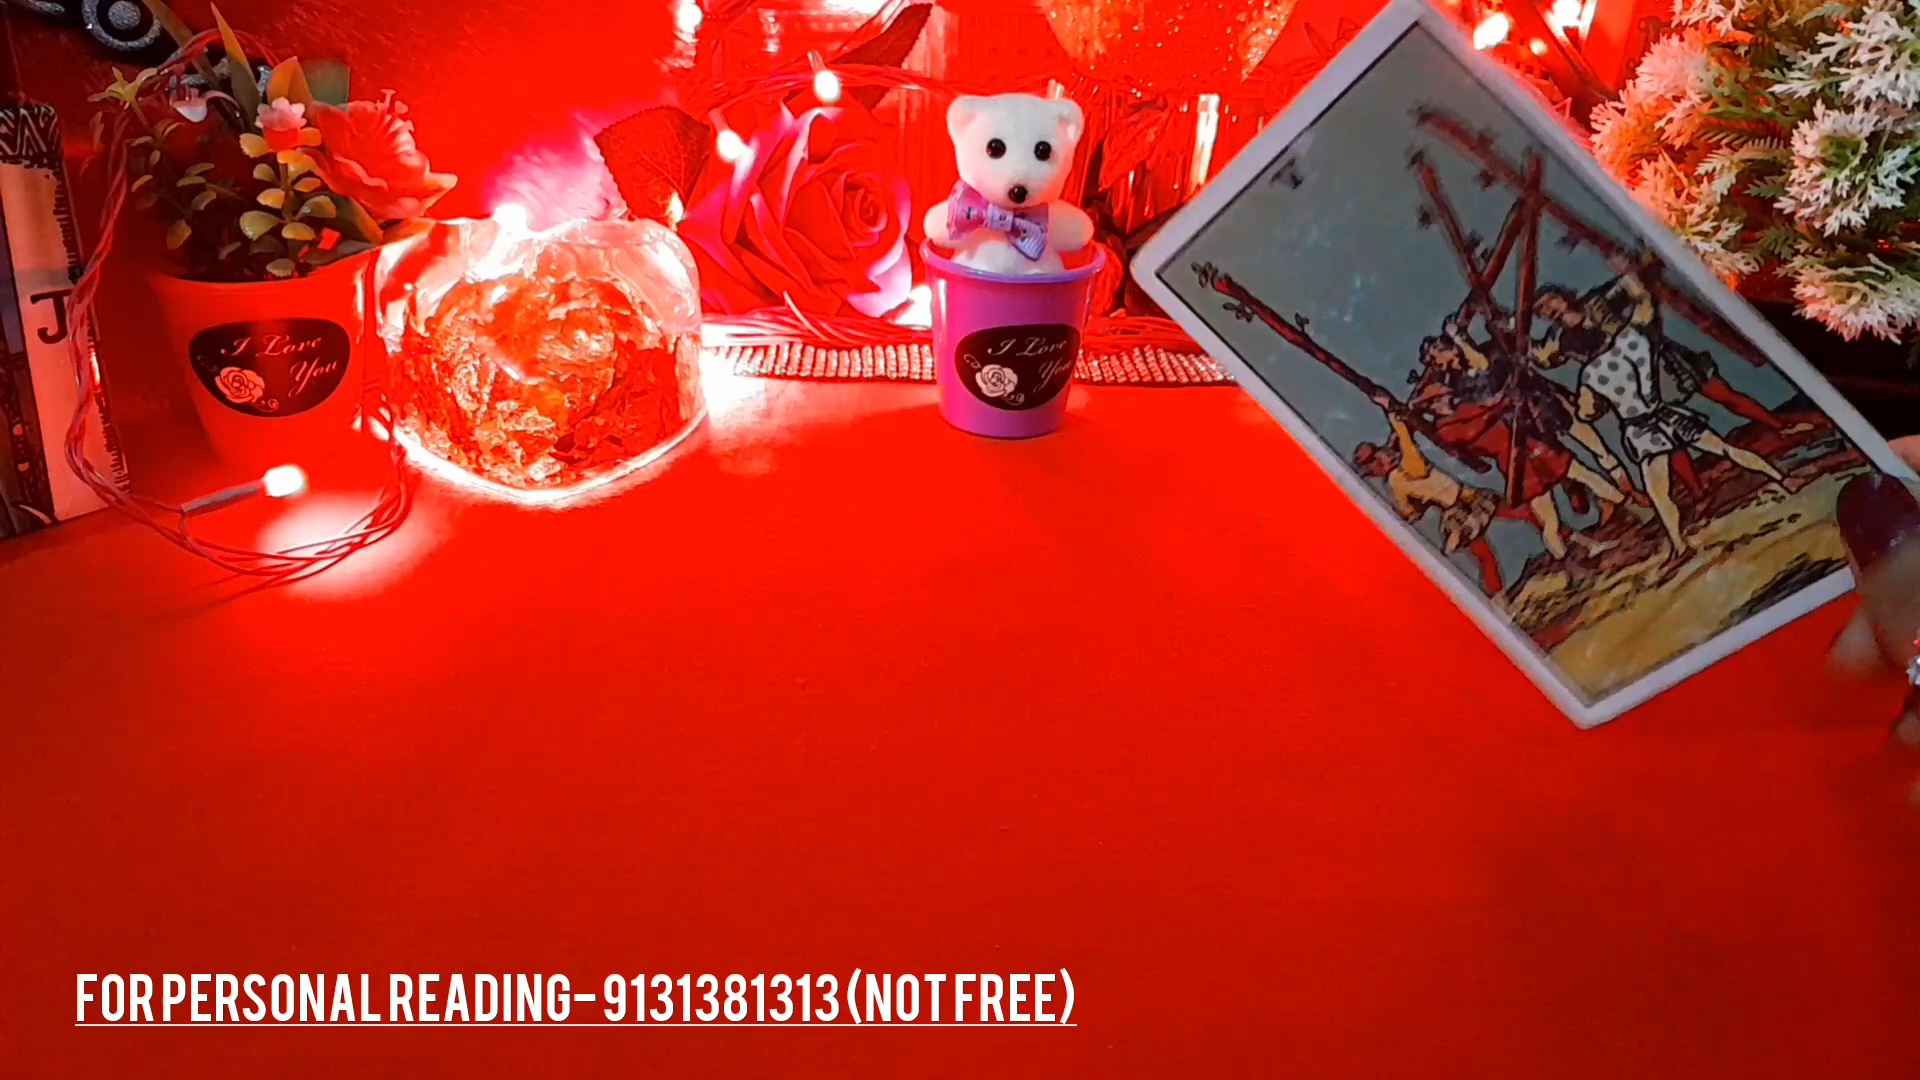 J
I Love
You
I Love
You
V
FOR PERSONAL READING- 9131381313 (NOT FREE)